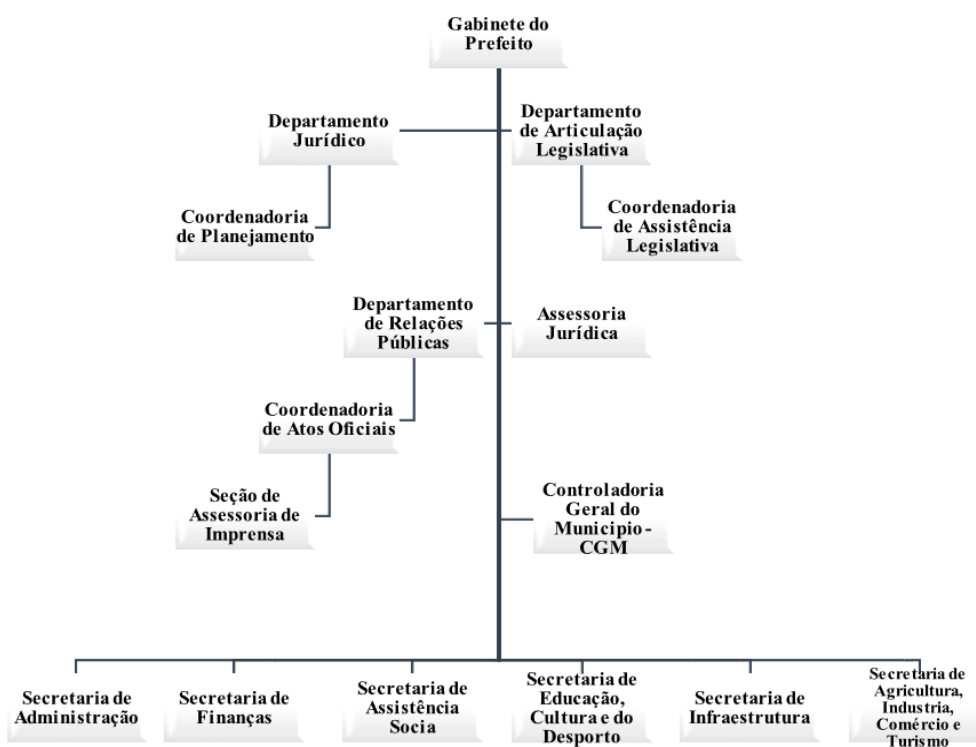 Gabinete do
Prefeito
Departamento
Jurídico
Departamento
de Articulação
Legislativa
Coordenadoria
de Planejamento
Coordenadoria
de Assistência
Legislativa
Departamento
de Relações
Públicas
Assessoria
Jurídica
Coordenadoria
de Atos Oficiais
Seção de
Assessoria de
Imprensa
Controladoria
Geral do
Municipio -
CGM
Secretaria de
Administração
Secretaria de
Finanças
Secretaria de
Assistência
Socia
Secretaria de
Educação,
Cultura e do
Desporto
Secretaria de
Infraestrutura
Secretaria de
Agricultura,
Industria,
Comércio e
Turismo